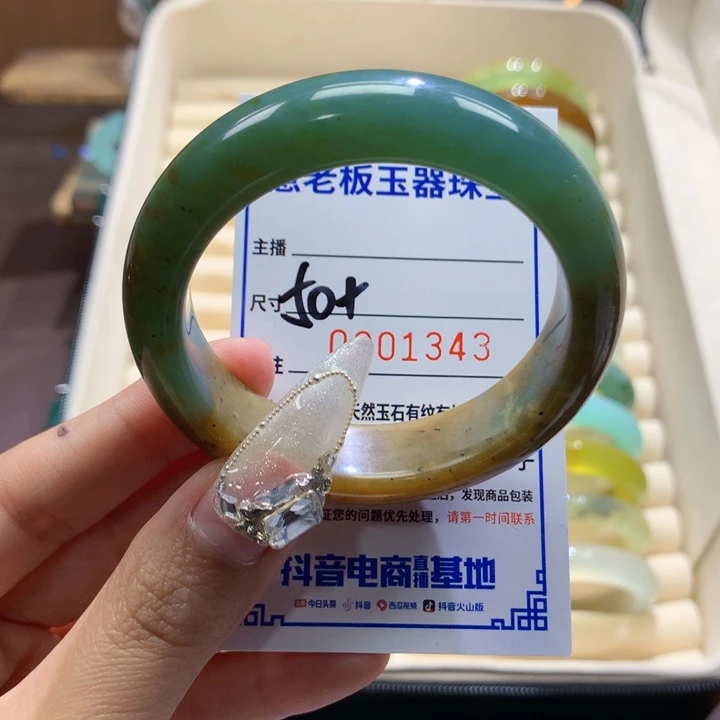 老板玉器珠
主播
尺寸 50+
0001343
天然玉石有纹
，发现商品包装
证您的问题优先处理，请第一时间联系
抖音电商直播基地
今日头条 抖音 西瓜视频 抖音火山版